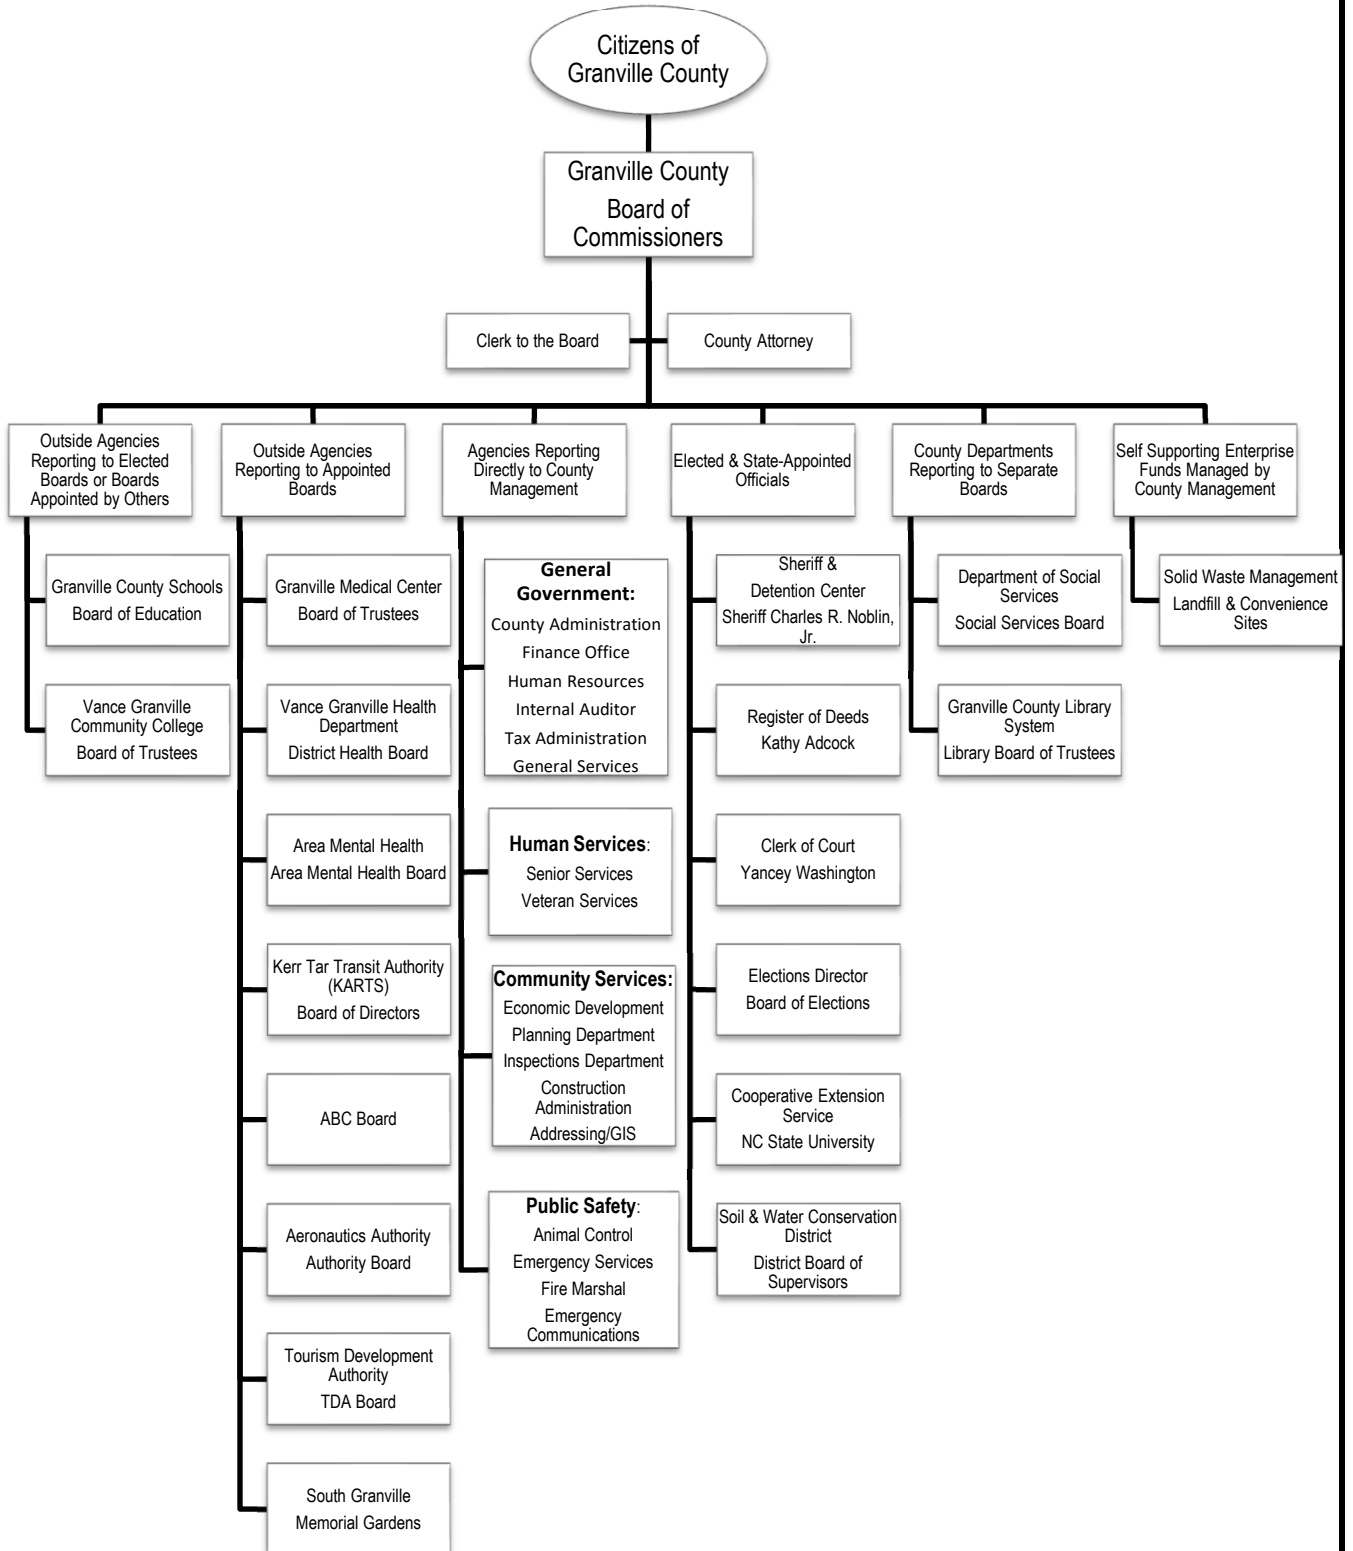 Citizens of
Granville County
Granville County
Board of
Commissioners
Clerk to the Board
County Attorney
Outside Agencies
Reporting to Elected
Boards or Boards
Appointed by Others
Granville County Schools
Board of Education
Vance Granville
Community College
Board of Trustees
Outside Agencies
Reporting to Appointed
Boards
Granville Medical Center
Board of Trustees
Vance Granville Health
Department
District Health Board
Area Mental Health
Area Mental Health Board
Kerr Tar Transit Authority
(KARTS)
Board of Directors
ABC Board
Aeronautics Authority
Authority Board
Tourism Development
Authority
TDA Board
South Granville
Memorial Gardens
Agencies Reporting
Directly to County
Management
General
Government:
County Administration
Finance Office
Human Resources
Internal Auditor
Tax Administration
General Services
Human Services:
Senior Services
Veteran Services
Community Services:
Economic Development
Planning Department
Inspections Department
Construction
Administration
Addressing/GIS
Public Safety:
Animal Control
Emergency Services
Fire Marshal
Emergency
Communications
Elected & State-Appointed
Officials
Sheriff &
Detention Center
Sheriff Charles R. Noblin,
Jr.
Register of Deeds
Kathy Adcock
Clerk of Court
Yancey Washington
Elections Director
Board of Elections
Cooperative Extension
Service
NC State University
Soil & Water Conservation
District
District Board of
Supervisors
County Departments
Reporting to Separate
Boards
Department of Social
Services
Social Services Board
Granville County Library
System
Library Board of Trustees
Self Supporting Enterprise
Funds Managed by
County Management
Solid Waste Management
Landfill & Convenience
Sites